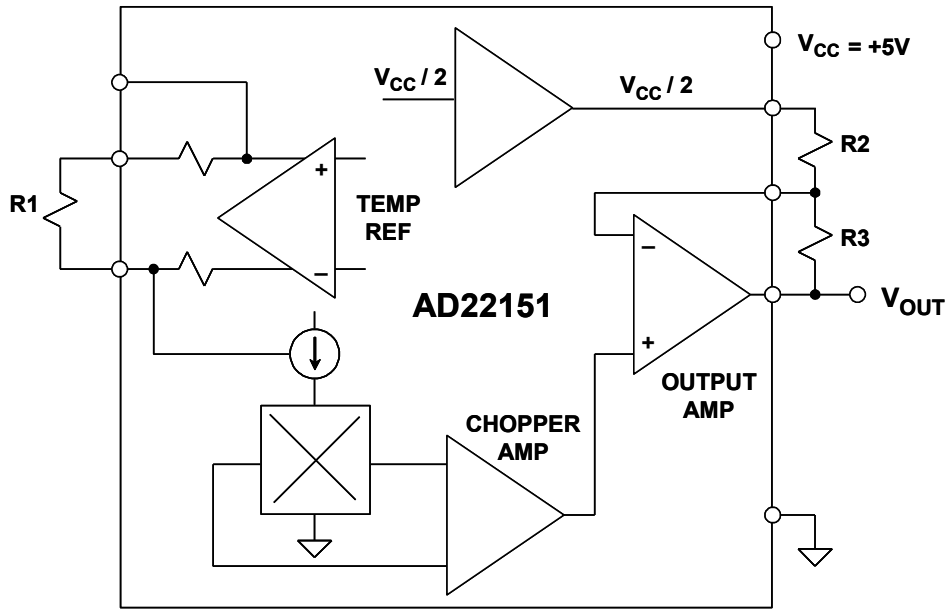 V_CC = +5V
V_CC / 2
V_CC / 2
R2
R1
+
TEMP
REF
−
R3
−
AD22151
V_OUT
+
OUTPUT
AMP
CHOPPER
AMP